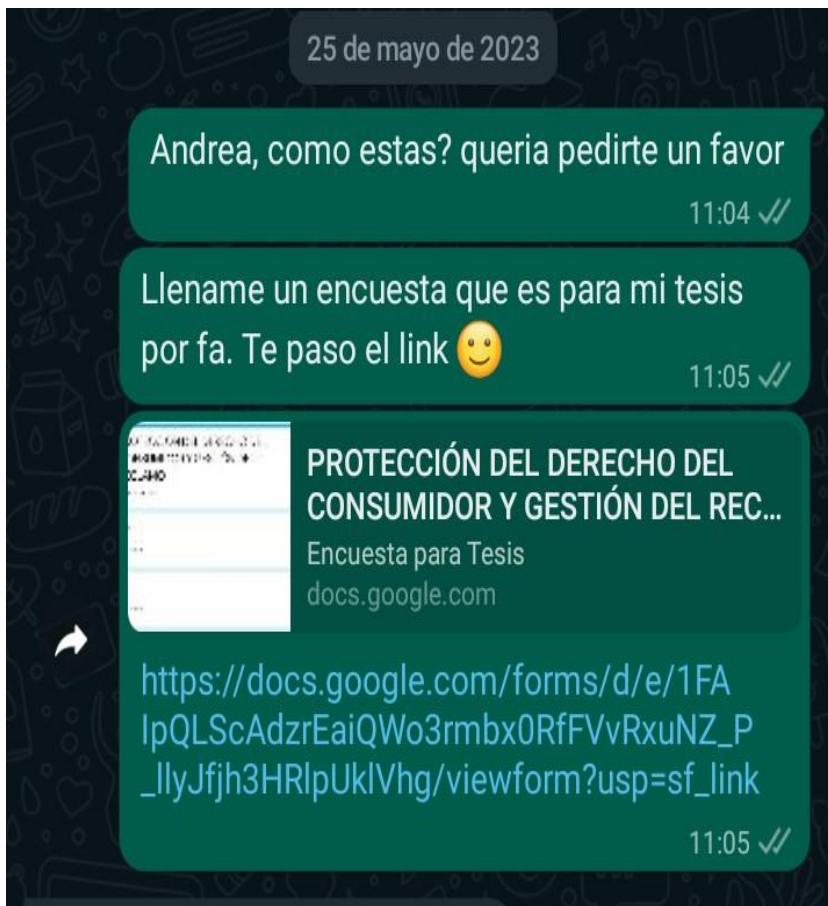 25 de mayo de 2023
Andrea, como estas? queria pedirte un favor
11:04
Llename un encuesta que es para mi tesis
por fa. Te paso el link 🙂
11:05
PROTECCIÓN DEL DERECHO DEL
CONSUMIDOR Y GESTIÓN DEL REC...
Encuesta para Tesis
docs.google.com
https://docs.google.com/forms/d/e/1FA
IpQLScAdzrEaiQWo3rmbx0RfFVvRxuNZ_P
_llyJfjh3HRlpUklVhg/viewform?usp=sf_link
11:05